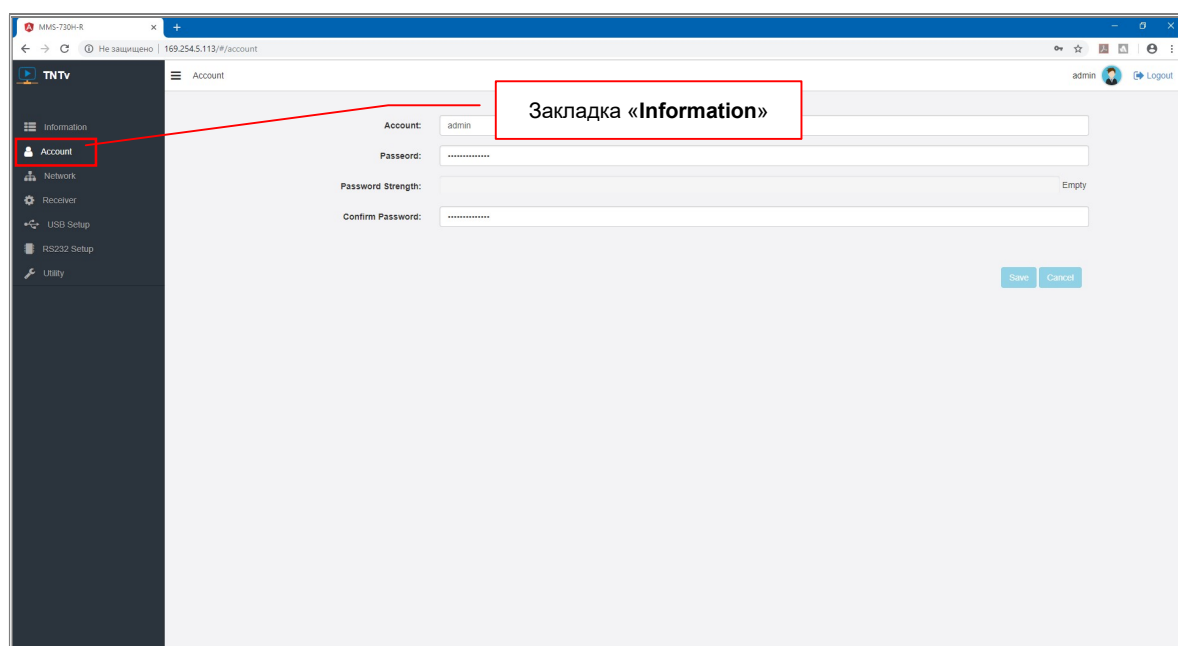 MMS-730H-R
Не защищено | 169.254.5.113/#/account
TNTv
Account
admin
Logout
Закладка «Information»
Information
Account
Network
Receiver
USB Setup
RS232 Setup
Utility
Account:
admin
Passeord:
••••••••••••••
Password Strength:
Empty
Confirm Password:
••••••••••••••
Save
Cancel